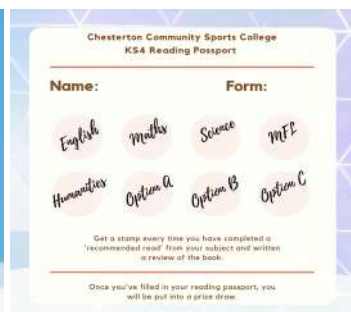 Chesterton Community Sports College
KS4 Reading Passport
Name: Form:
English Maths Science MFL
Humanities Option A Option B Option C
Get a stamp every time you have completed a
'recommended read' from your subject and written
a review of the book.
Once you've filled in your reading passport, you
will be put into a prize draw.